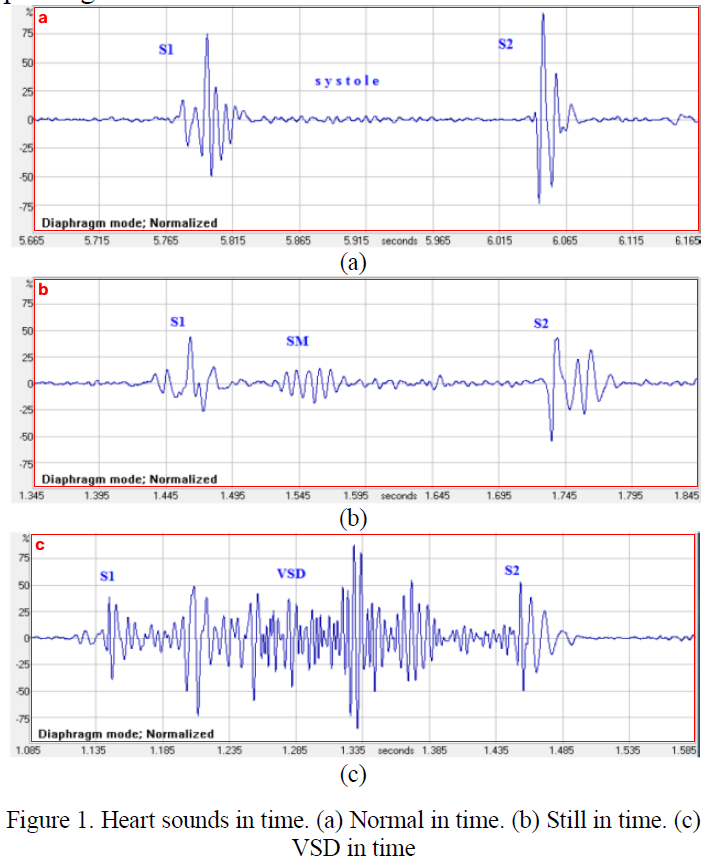 %
a
75
50
25
0
-25
-50
-75
S1
S2
s y s t o l e
Diaphragm mode; Normalized
5.665 5.715 5.765 5.815 5.865 5.915 seconds 5.965 6.015 6.065 6.115 6.165
(a)
%
b
75
50
25
0
-25
-50
-75
S1
SM
S2
Diaphragm mode; Normalized
1.345 1.395 1.445 1.495 1.545 1.595 seconds 1.645 1.695 1.745 1.795 1.845
(b)
c
75
50
25
0
-25
-50
-75
S1
VSD
S2
Diaphragm mode; Normalized
1.085 1.135 1.185 1.235 1.285 1.335 seconds 1.385 1.435 1.485 1.535 1.585
(c)
Figure 1. Heart sounds in time. (a) Normal in time. (b) Still in time. (c)
VSD in time